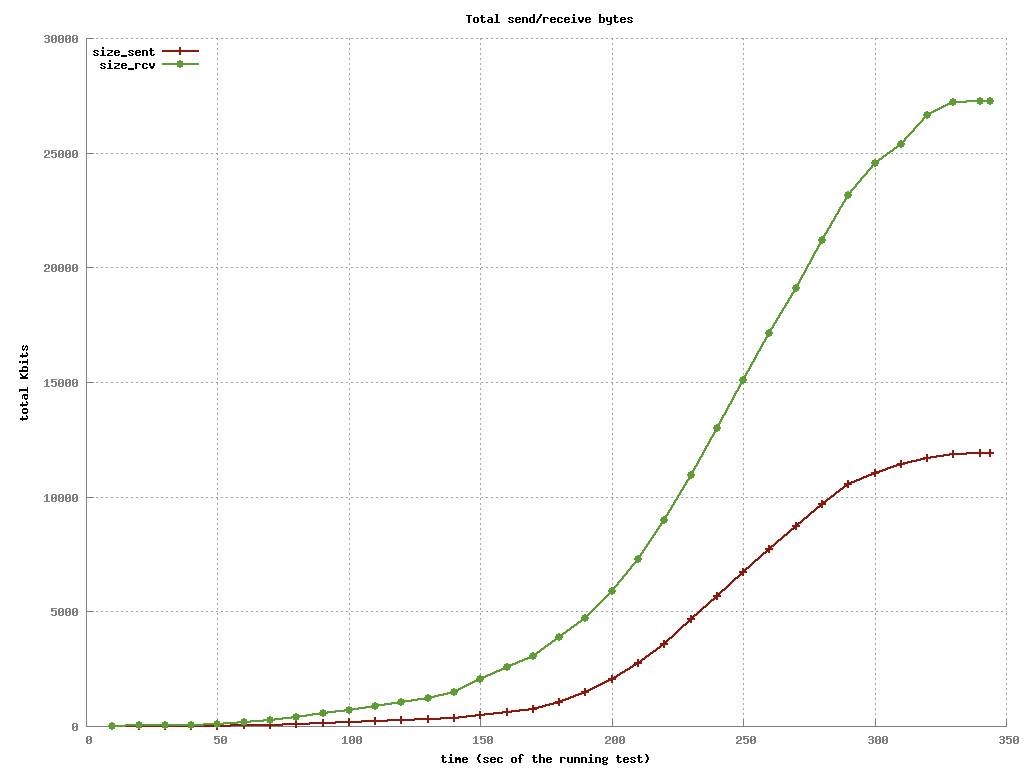 Total send/receive bytes
30000
size_sent
size_rcv
25000
20000
15000
total Kbits
10000
5000
0
0 50 100 150 200 250 300 350
time (sec of the running test)